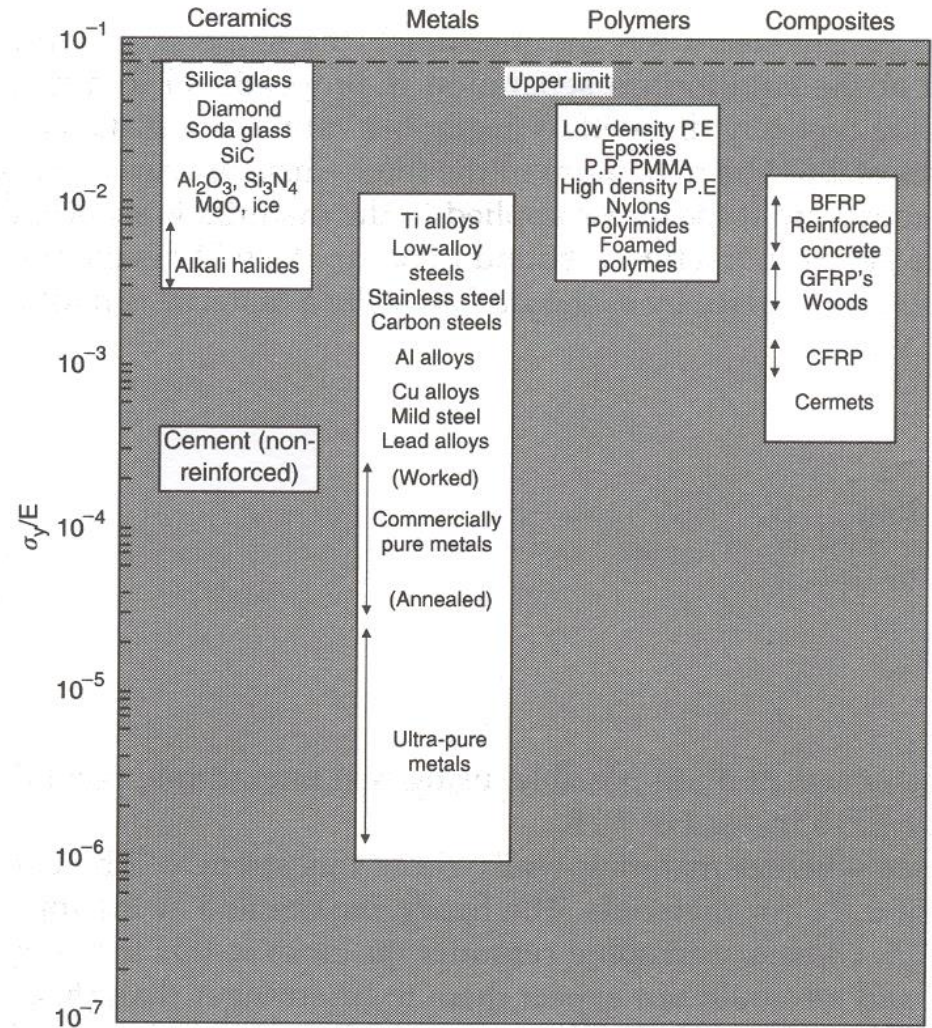 Ceramics
Metals
Polymers
Composites
10⁻¹
10⁻²
10⁻³
10⁻⁴
10⁻⁵
10⁻⁶
10⁻⁷
σy/E
Upper limit
Silica glass
Diamond
Soda glass
SiC
Al₂O₃, Si₃N₄
MgO, ice
Alkali halides
Cement (non-
reinforced)
Ti alloys
Low-alloy
steels
Stainless steel
Carbon steels
Al alloys
Cu alloys
Mild steel
Lead alloys
(Worked)
Commercially
pure metals
(Annealed)
Ultra-pure
metals
Low density P.E
Epoxies
P.P. PMMA
High density P.E
Nylons
Polyimides
Foamed
polymes
BFRP
Reinforced
concrete
GFRP's
Woods
CFRP
Cermets